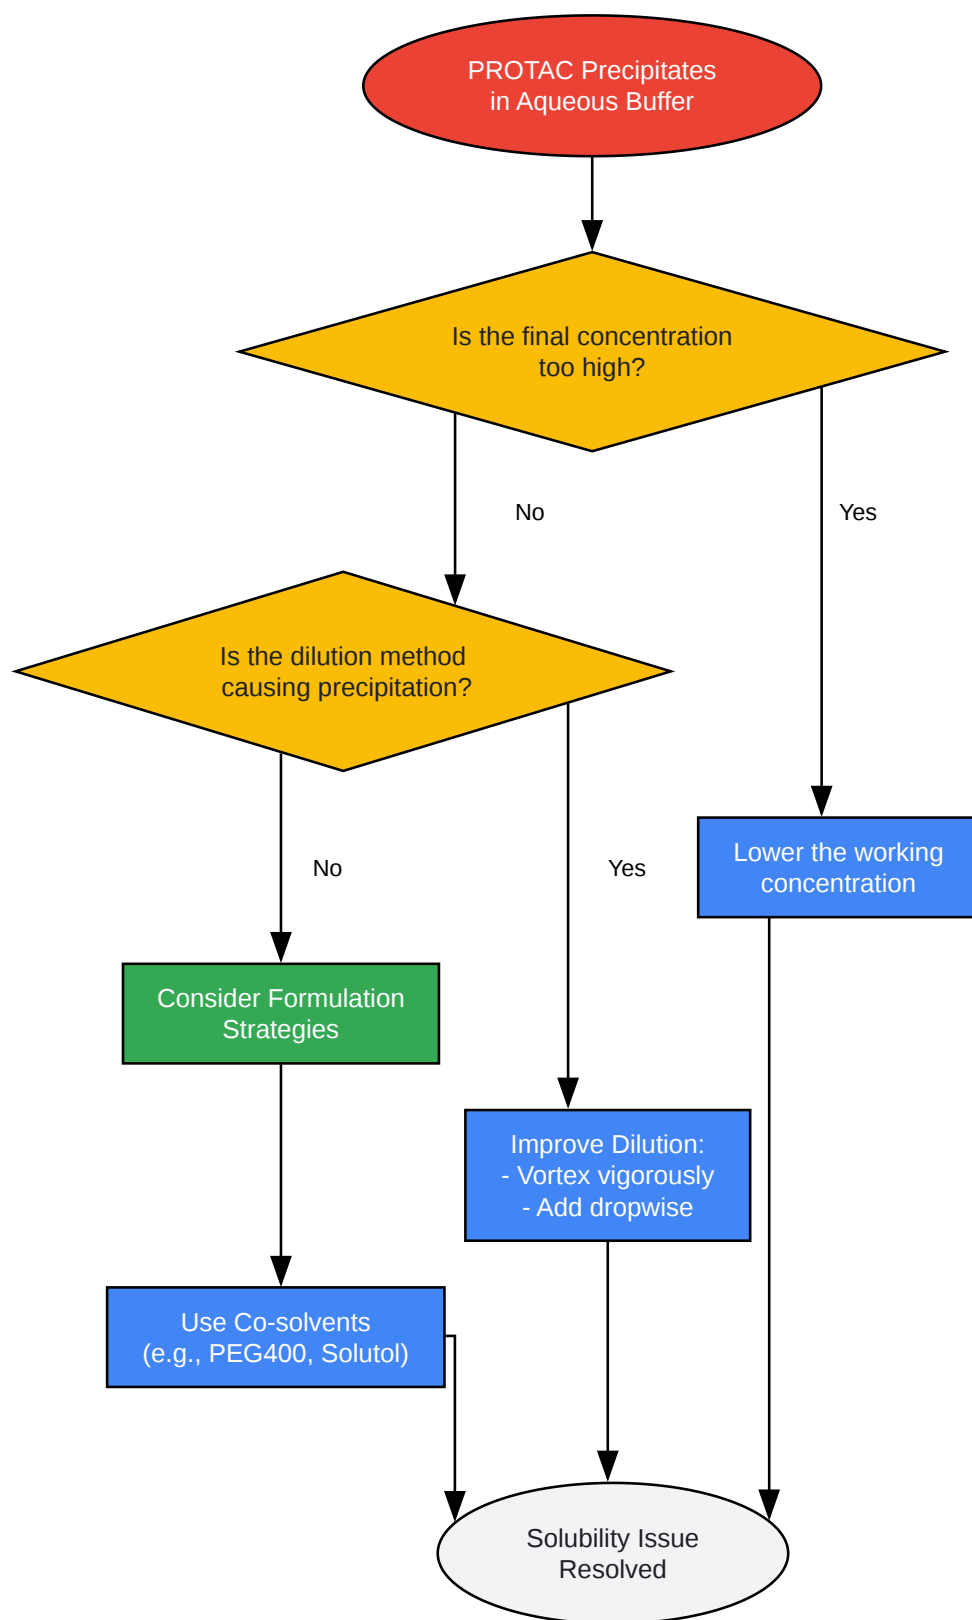 PROTAC Precipitates
in Aqueous Buffer
Is the final concentration
too high?
No
Yes
Is the dilution method
causing precipitation?
Lower the working
concentration
No
Yes
Consider Formulation
Strategies
Improve Dilution:
- Vortex vigorously
- Add dropwise
Use Co-solvents
(e.g., PEG400, Solutol)
Solubility Issue
Resolved